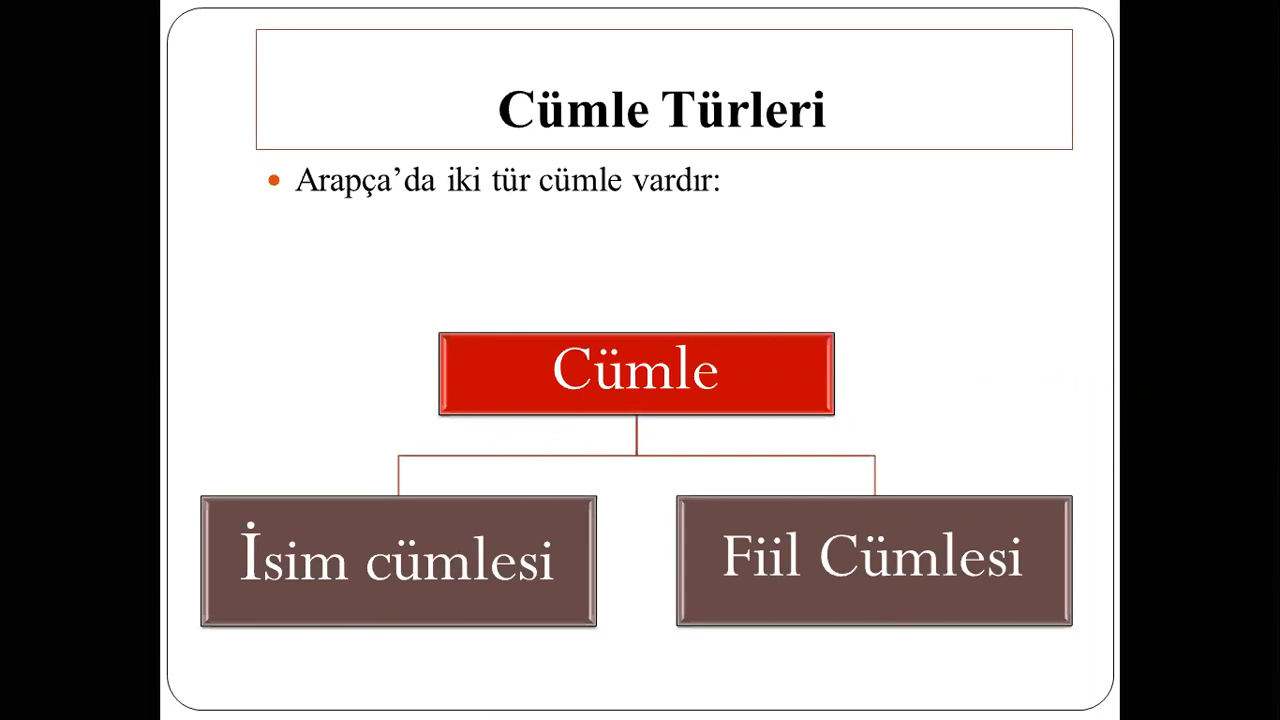 Cümle Türleri
• Arapça’da iki tür cümle vardır:
Cümle
İsim cümlesi
Fiil Cümlesi